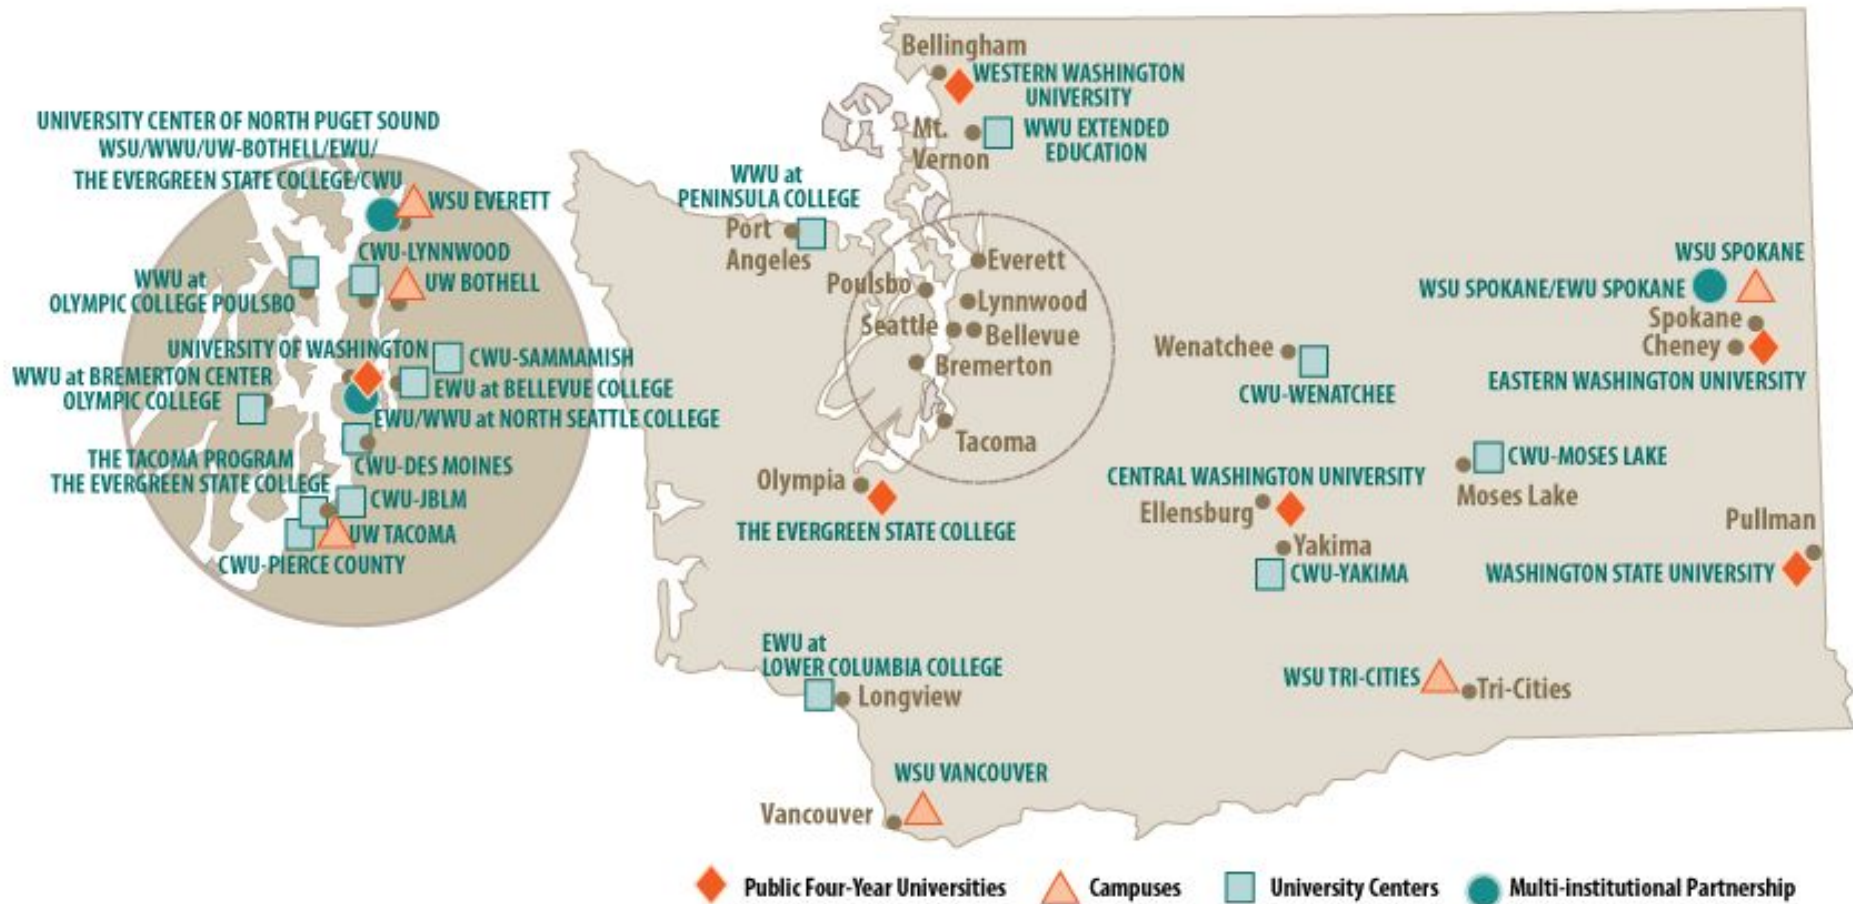 Bellingham
WESTERN WASHINGTON
UNIVERSITY
Mt.
Vernon
WWU EXTENDED
EDUCATION
UNIVERSITY CENTER OF NORTH PUGET SOUND
WSU/WWU/UW-BOTHELL/EWU/
THE EVERGREEN STATE COLLEGE/CWU
WSU EVERETT
CWU-LYNNWOOD
WWU at
OLYMPIC COLLEGE POULSBO
UW BOTHELL
UNIVERSITY OF WASHINGTON
CWU-SAMMAMISH
WWU at BREMERTON CENTER
OLYMPIC COLLEGE
EWU at BELLEVUE COLLEGE
EWU/WWU at NORTH SEATTLE COLLEGE
THE TACOMA PROGRAM
THE EVERGREEN STATE COLLEGE
CWU-DES MOINES
CWU-JBLM
UW TACOMA
CWU-PIERCE COUNTY
WWU at
PENINSULA COLLEGE
Port
Angeles
Everett
Poulsbo
Lynnwood
Seattle
Bellevue
Bremerton
Tacoma
Olympia
THE EVERGREEN STATE COLLEGE
WSU SPOKANE
WSU SPOKANE/EWU SPOKANE
Spokane
Cheney
EASTERN WASHINGTON UNIVERSITY
Wenatchee
CWU-WENATCHEE
CENTRAL WASHINGTON UNIVERSITY
Ellensburg
CWU-MOSES LAKE
Moses Lake
Yakima
CWU-YAKIMA
Pullman
WASHINGTON STATE UNIVERSITY
EWU at
LOWER COLUMBIA COLLEGE
Longview
WSU TRI-CITIES
Tri-Cities
WSU VANCOUVER
Vancouver
Public Four-Year Universities
Campuses
University Centers
Multi-institutional Partnership